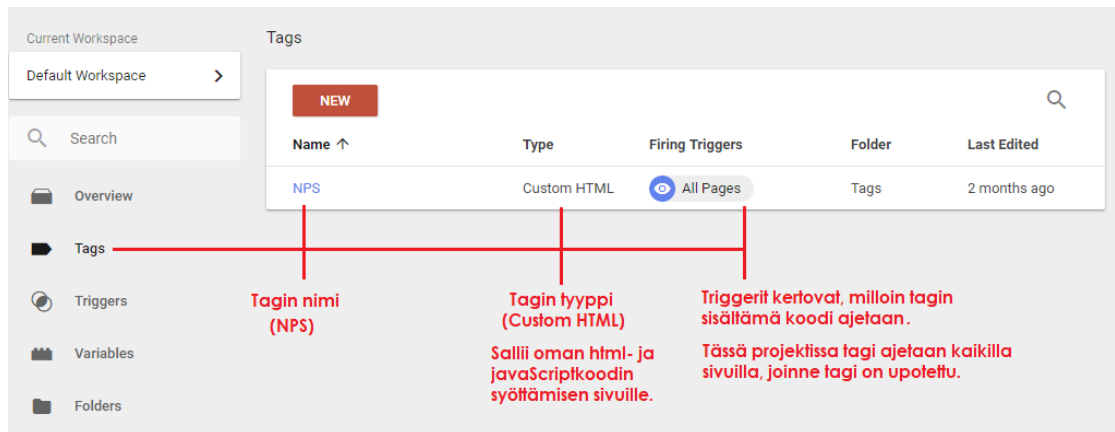 Current Workspace
Default Workspace
Search
Overview
Tags
Triggers
Variables
Folders
Tags
NEW
Name Type Firing Triggers Folder Last Edited
NPS Custom HTML All Pages Tags 2 months ago
Tagin nimi
(NPS)
Tagin tyyppi
(Custom HTML)
Sallii oman html- ja
javaScriptkoodin
syöttämisen sivuille.
Triggerit kertovat, milloin tagin
sisältämä koodi ajetaan.
Tässä projektissa tagi ajetaan kaikilla
sivuilla, joinne tagi on upotettu.